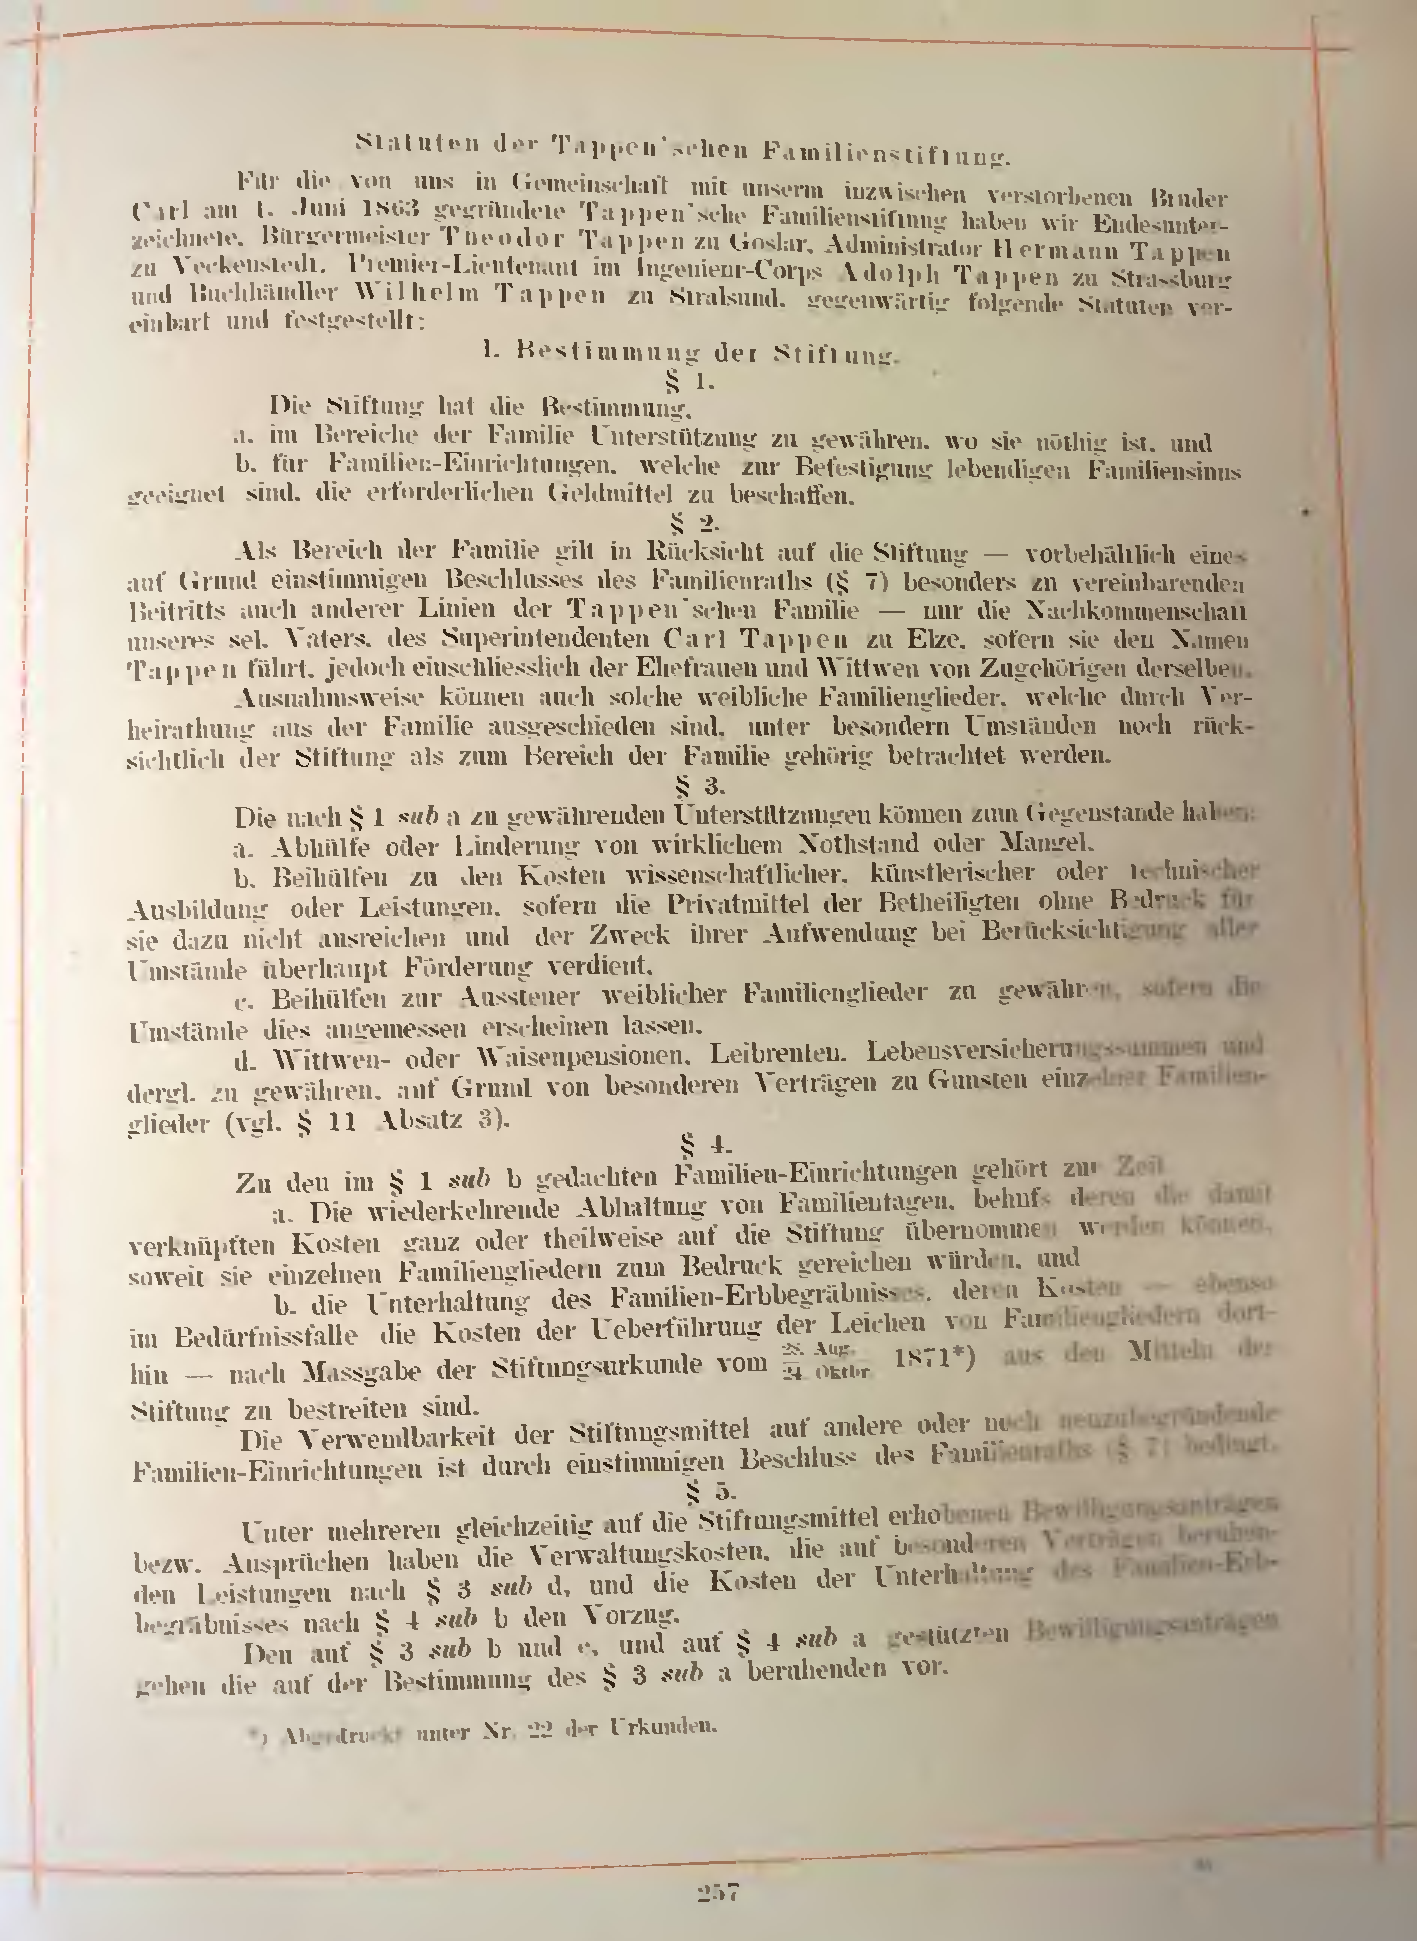 Statuten der Tappen'schen Familienstiftung.
Für die von uns in Gemeinschaft mit unserm inzwischen verstorbenen Bruder
Carl am 1. Juni 1863 gegründete Tappen'sche Familienstiftung haben wir Endesunter-
zeichnete, Bürgermeister Theodor Tappen zu Goslar, Administrator Hermann Tappen
zu Veckenstedt, Premier-Lieutenant im Ingenieur-Corps Adolph Tappen zu Strassburg
und Buchhändler Wilhelm Tappen zu Stralsund, gegenwärtig folgende Statuten ver-
einbart und festgestellt:
I. Bestimmung der Stiftung.
§ 1.
Die Stiftung hat die Bestimmung,
a. im Bereiche der Familie Unterstützung zu gewähren, wo sie nöthig ist, und
b. für Familien-Einrichtungen, welche zur Befestigung lebendigen Familiensinns
geeignet sind, die erforderlichen Geldmittel zu beschaffen.
§ 2.
Als Bereich der Familie gilt in Rücksicht auf die Stiftung — vorbehältlich eines
auf Grund einstimmigen Beschlusses des Familienraths (§ 7) besonders zu vereinbarenden
Beitritts auch anderer Linien der Tappen'schen Familie — nur die Nachkommenschaft
unseres sel. Vaters, des Superintendenten Carl Tappen zu Elze, sofern sie den Namen
Tappen führt, jedoch einschliesslich der Ehefrauen und Wittwen von Zugehörigen derselben.
Ausnahmsweise können auch solche weibliche Familienglieder, welche durch Ver-
heirathung aus der Familie ausgeschieden sind, unter besondern Umständen noch rück-
sichtlich der Stiftung als zum Bereich der Familie gehörig betrachtet werden.
§ 3.
Die nach § 1 sub a zu gewährenden Unterstützungen können zum Gegenstande haben:
a. Abhülfe oder Linderung von wirklichem Nothstand oder Mangel.
b. Beihülfen zu den Kosten wissenschaftlicher, künstlerischer oder technischer
Ausbildung oder Leistungen, sofern die Privatmittel der Betheiligten ohne Bedruck für
sie dazu nicht ausreichen und der Zweck ihrer Aufwendung bei Berücksichtigung aller
Umstände überhaupt Förderung verdient.
c. Beihülfen zur Aussteuer weiblicher Familienglieder zu gewähren, sofern die
Umstände dies angemessen erscheinen lassen.
d. Wittwen- oder Waisenpensionen, Leibrenten, Lebensversicherungssummen und
dergl. zu gewähren, auf Grund von besonderen Verträgen zu Gunsten einzelner Familien-
glieder (vgl. § 11 Absatz 3).
§ 4.
Zu den im § 1 sub b gedachten Familien-Einrichtungen gehört zur Zeit
a. Die wiederkehrende Abhaltung von Familientagen, behufs deren die damit
verknüpften Kosten ganz oder theilweise auf die Stiftung übernommen werden können,
soweit sie einzelnen Familiengliedern zum Bedruck gereichen würden, und
b. die Unterhaltung des Familien-Erbbegräbnisses, deren Kosten — ebenso
im Bedürfnissfalle die Kosten der Ueberführung der Leichen von Familiengliedern dort-
hin — nach Massgabe der Stiftungsurkunde vom 28. Aug. / 24. Oktbr. 1871*) aus den Mitteln der
Stiftung zu bestreiten sind.
Die Verwendbarkeit der Stiftungsmittel auf andere oder noch neuzubegründende
Familien-Einrichtungen ist durch einstimmigen Beschluss des Familienraths (§ 7) bedingt.
§ 5.
Unter mehreren gleichzeitig auf die Stiftungsmittel erhobenen Bewilligungsanträgen
bezw. Ansprüchen haben die Verwaltungskosten, die auf besonderen Verträgen beruhen-
den Leistungen nach § 3 sub d, und die Kosten der Unterhaltung des Familien-Erb-
begräbnisses nach § 4 sub b den Vorzug.
Den auf § 3 sub b und c, und auf § 4 sub a gestützten Bewilligungsanträgen
gehen die auf der Bestimmung des § 3 sub a beruhenden vor.
*) Abgedruckt unter Nr. 22 der Urkunden.
257